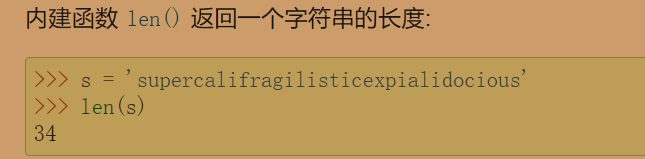 内建函数 len() 返回一个字符串的长度:
>>> s = 'supercalifragilisticexpialidocious'
>>> len(s)
34